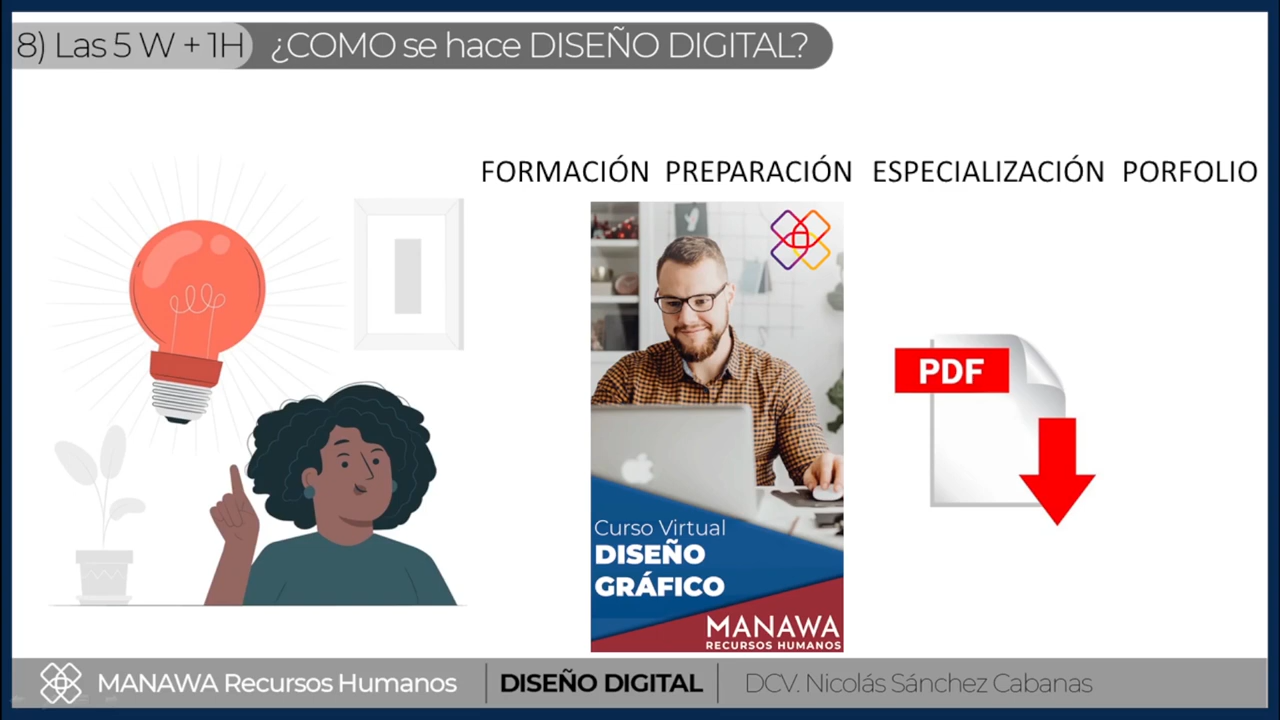 8) Las 5 W + 1H ¿COMO se hace DISEÑO DIGITAL?
FORMACIÓN PREPARACIÓN ESPECIALIZACIÓN PORFOLIO
PDF
Curso Virtual
DISEÑO
GRÁFICO
MANAWA
RECURSOS HUMANOS
MANAWA Recursos Humanos DISEÑO DIGITAL DCV. Nicolás Sánchez Cabanas